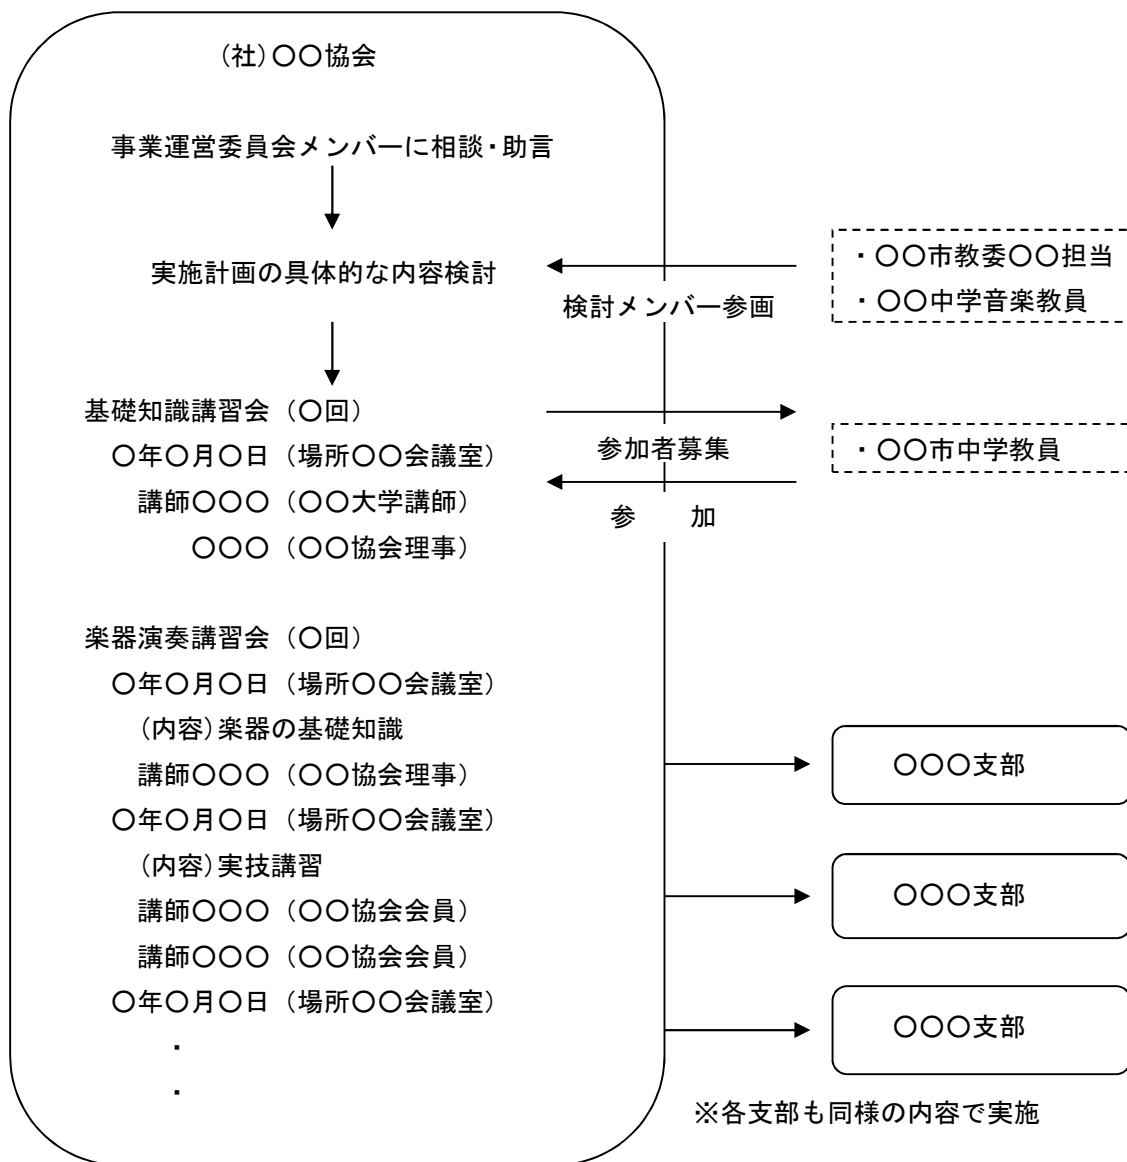 (社)〇〇協会
事業運営委員会メンバーに相談・助言
実施計画の具体的な内容検討
検討メンバー参画
・〇〇市教委〇〇担当
・〇〇中学音楽教員
基礎知識講習会（〇回）
〇年〇月〇日（場所〇〇会議室）
講師〇〇〇（〇〇大学講師）
〇〇〇（〇〇協会理事）
参加者募集
・〇〇市中学教員
参　　加
楽器演奏講習会（〇回）
〇年〇月〇日（場所〇〇会議室）
(内容)楽器の基礎知識
講師〇〇〇（〇〇協会理事）
〇年〇月〇日（場所〇〇会議室）
(内容)実技講習
講師〇〇〇（〇〇協会会員）
講師〇〇〇（〇〇協会会員）
〇年〇月〇日（場所〇〇会議室）
・
・
〇〇〇支部
〇〇〇支部
〇〇〇支部
※各支部も同様の内容で実施